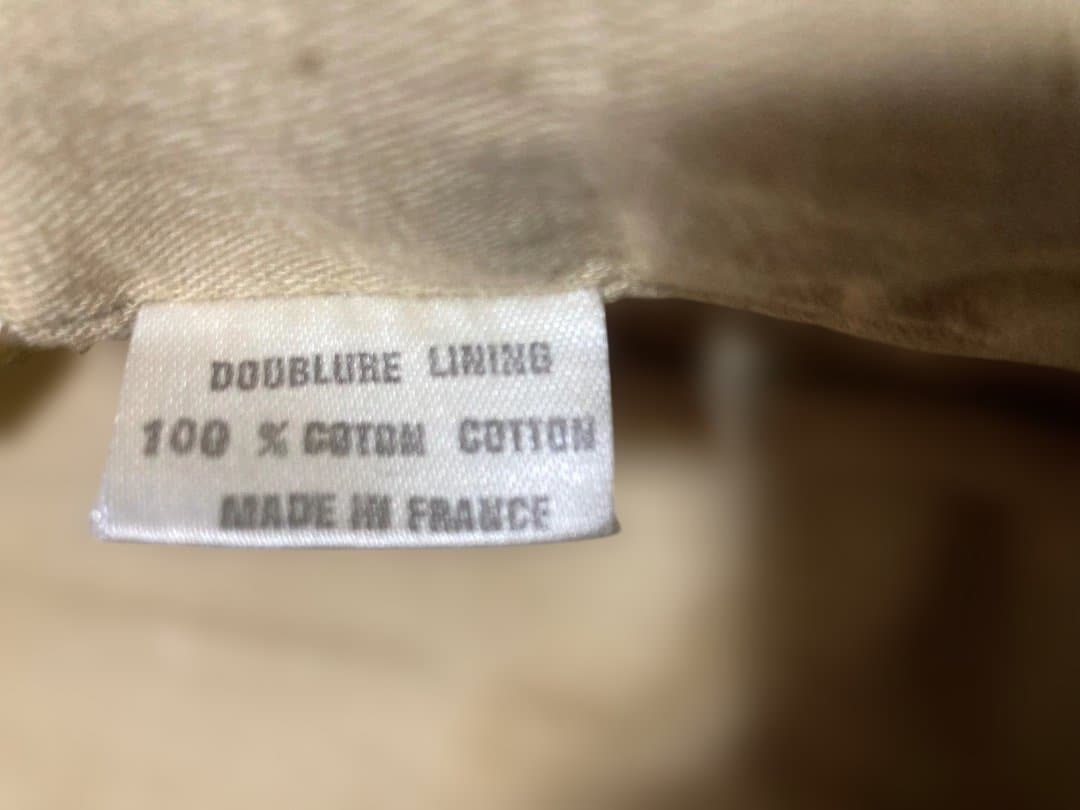 DOUBLURE LINING
100 % COTON COTTON
MADE IN FRANCE